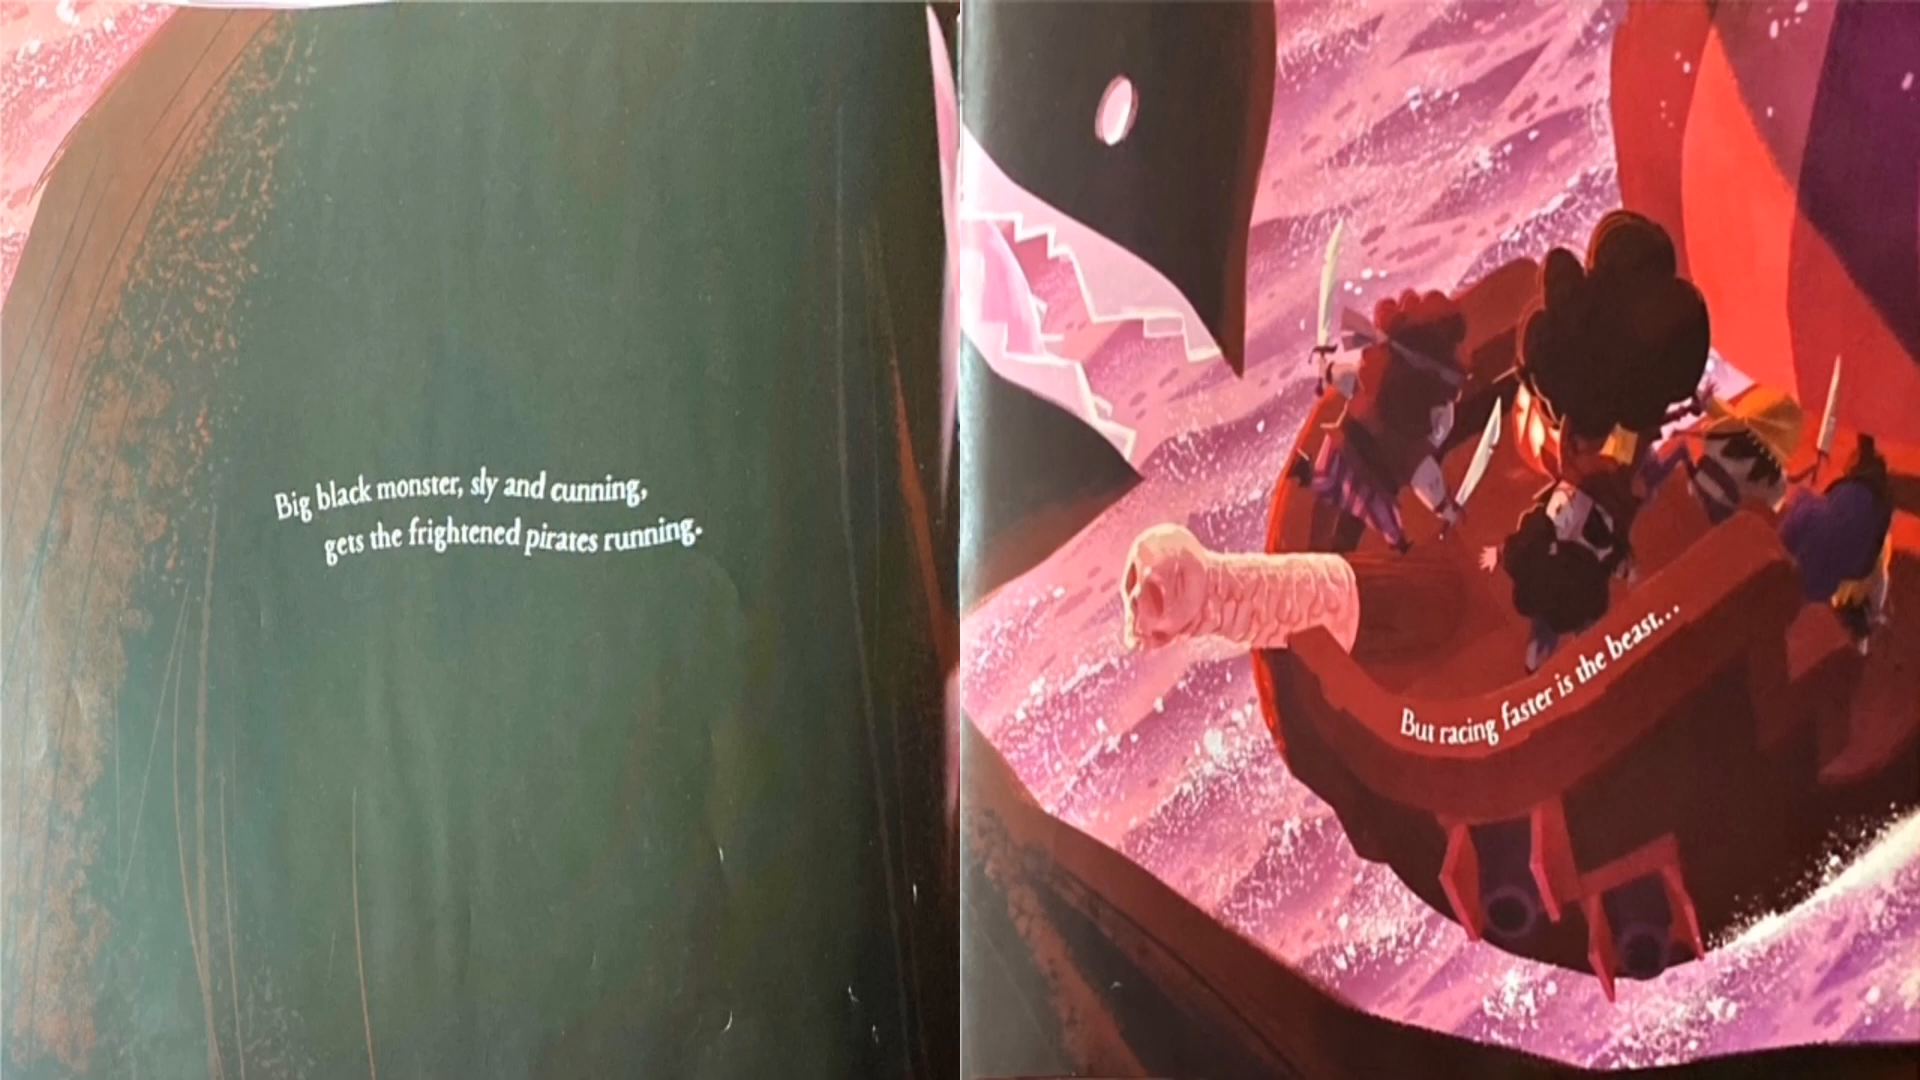 Big black monster, sly and cunning,
gets the frightened pirates running.
But racing faster is the beast...